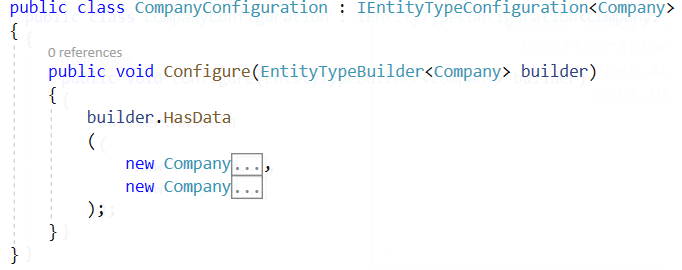 public class CompanyConfiguration : IEntityTypeConfiguration<Company>
{
0 references
public void Configure(EntityTypeBuilder<Company> builder)
{
builder.HasData
(
new Company...,
new Company...
);
}
}